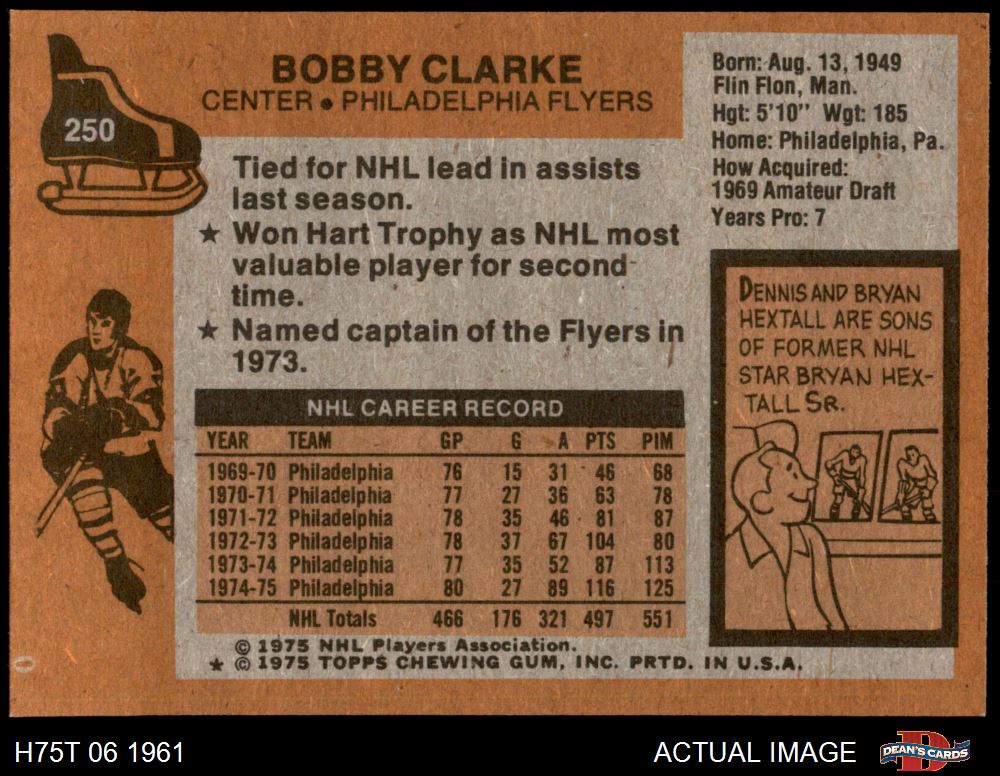 250
BOBBY CLARKE
CENTER • PHILADELPHIA FLYERS
Tied for NHL lead in assists
last season.
★ Won Hart Trophy as NHL most
valuable player for second
time.
★ Named captain of the Flyers in
1973.
Born: Aug. 13, 1949
Flin Flon, Man.
Hgt: 5'10" Wgt: 185
Home: Philadelphia, Pa.
How Acquired:
1969 Amateur Draft
Years Pro: 7
DENNIS AND BRYAN
HEXTALL ARE SONS
OF FORMER NHL
STAR BRYAN HEX-
TALL SR.
NHL CAREER RECORD
YEAR TEAM GP G A PTS PIM
1969-70 Philadelphia 76 15 31 46 68
1970-71 Philadelphia 77 27 36 63 78
1971-72 Philadelphia 78 35 46 81 87
1972-73 Philadelphia 78 37 67 104 80
1973-74 Philadelphia 77 35 52 87 113
1974-75 Philadelphia 80 27 89 116 125
NHL Totals 466 176 321 497 551
© 1975 NHL Players Association.
★ © 1975 TOPPS CHEWING GUM, INC. PRTD. IN U.S.A.
H75T 06 1961
ACTUAL IMAGE
D
DEAN'S CARDS